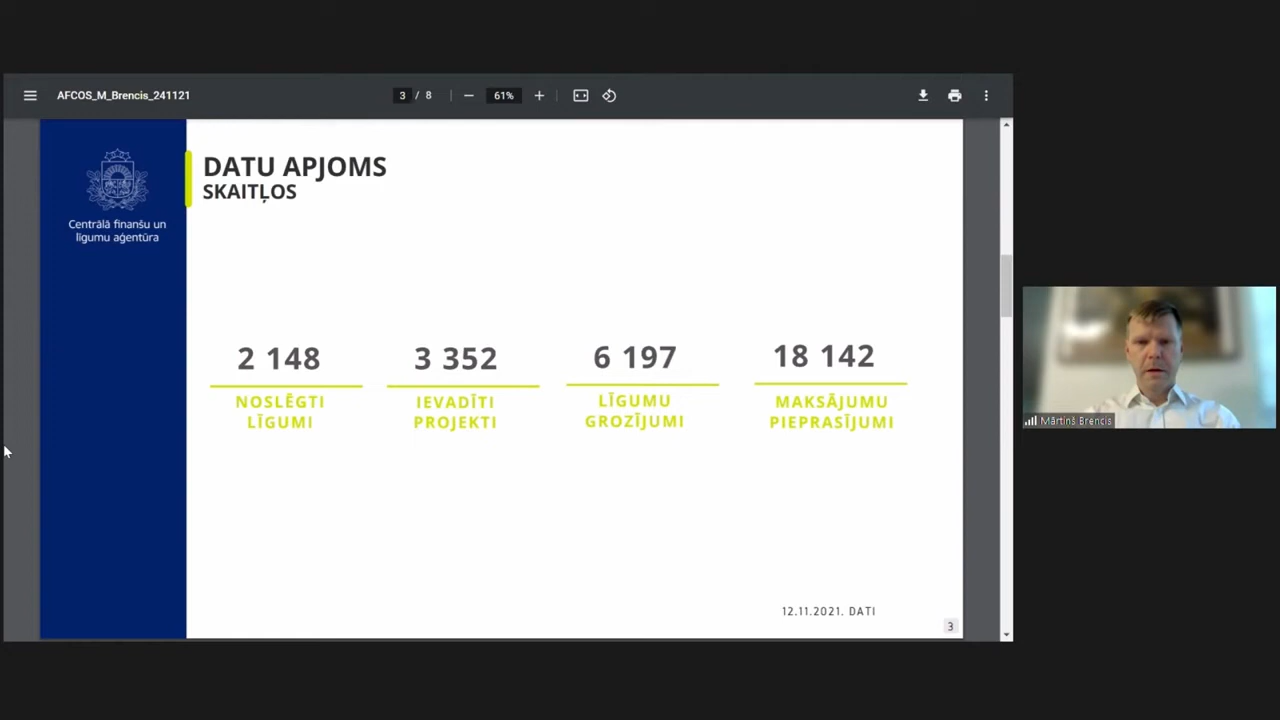 AFCOS_M_Brencis_241121
3 / 8
61%
Centrālā finanšu un
līgumu aģentūra
DATU APJOMS
SKAITĻOS
2 148
NOSLĒGTI
LĪGUMI
3 352
IEVADĪTI
PROJEKTI
6 197
LĪGUMU
GROZĪJUMI
18 142
MAKSĀJUMU
PIEPRASĪJUMI
12.11.2021. DATI
3
Mārtiņš Brencis